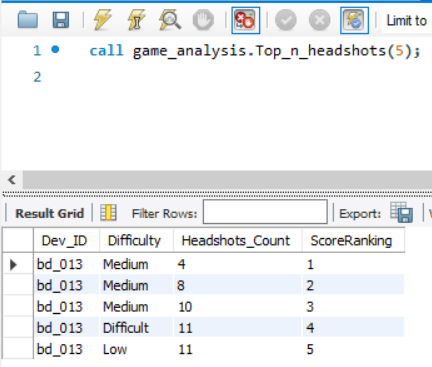 Limit to
1 call game_analysis.Top_n_headshots(5);
2
Result Grid Filter Rows: Export:
Dev_ID Difficulty Headshots_Count ScoreRanking
bd_013 Medium 4 1
bd_013 Medium 8 2
bd_013 Medium 10 3
bd_013 Difficult 11 4
bd_013 Low 11 5